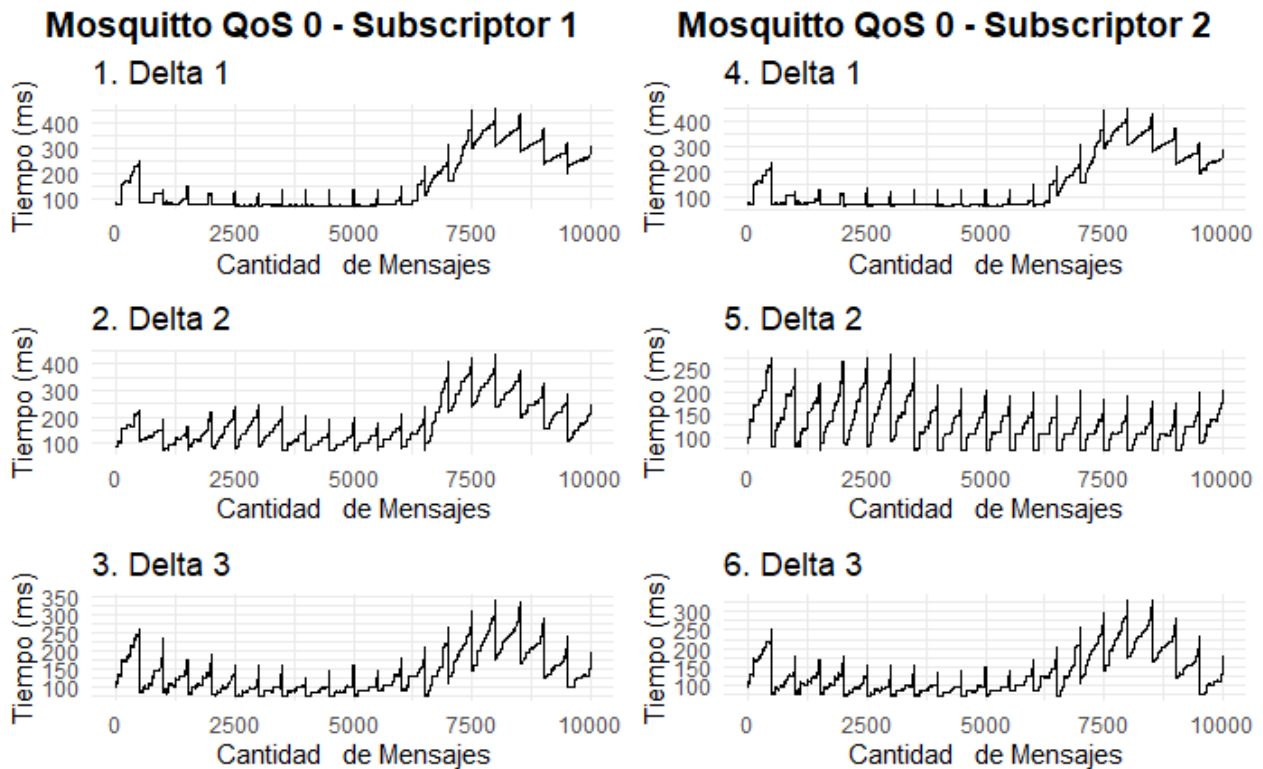 Mosquitto QoS 0 - Subscriptor 1
1. Delta 1
Tiempo (ms)
400
300
200
100
0 2500 5000 7500 10000
Cantidad   de Mensajes
2. Delta 2
Tiempo (ms)
400
300
200
100
0 2500 5000 7500 10000
Cantidad   de Mensajes
3. Delta 3
Tiempo (ms)
350
300
250
200
150
100
0 2500 5000 7500 10000
Cantidad   de Mensajes
Mosquitto QoS 0 - Subscriptor 2
4. Delta 1
Tiempo (ms)
400
300
200
100
0 2500 5000 7500 10000
Cantidad   de Mensajes
5. Delta 2
Tiempo (ms)
250
200
150
100
0 2500 5000 7500 10000
Cantidad   de Mensajes
6. Delta 3
Tiempo (ms)
300
250
200
150
100
0 2500 5000 7500 10000
Cantidad   de Mensajes